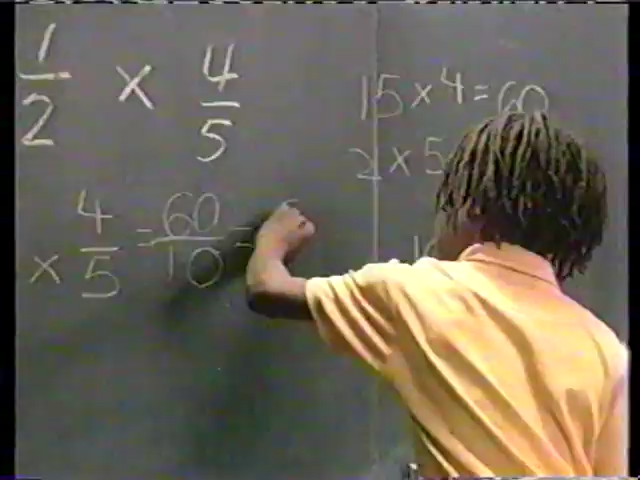 1/2 × 4/5
× 4/5 = 60/10 =
15 × 4 = 60
2 × 5